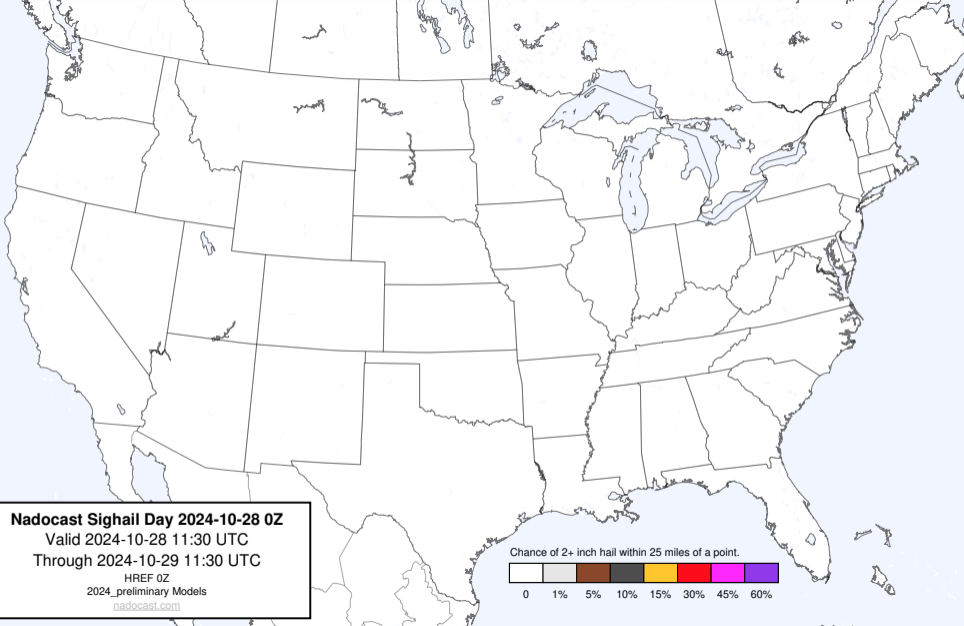 Nadocast Sighail Day 2024-10-28 0Z
Valid 2024-10-28 11:30 UTC
Through 2024-10-29 11:30 UTC
HREF 0Z
2024_preliminary Models
nadocast.com
Chance of 2+ inch hail within 25 miles of a point.
0 1% 5% 10% 15% 30% 45% 60%